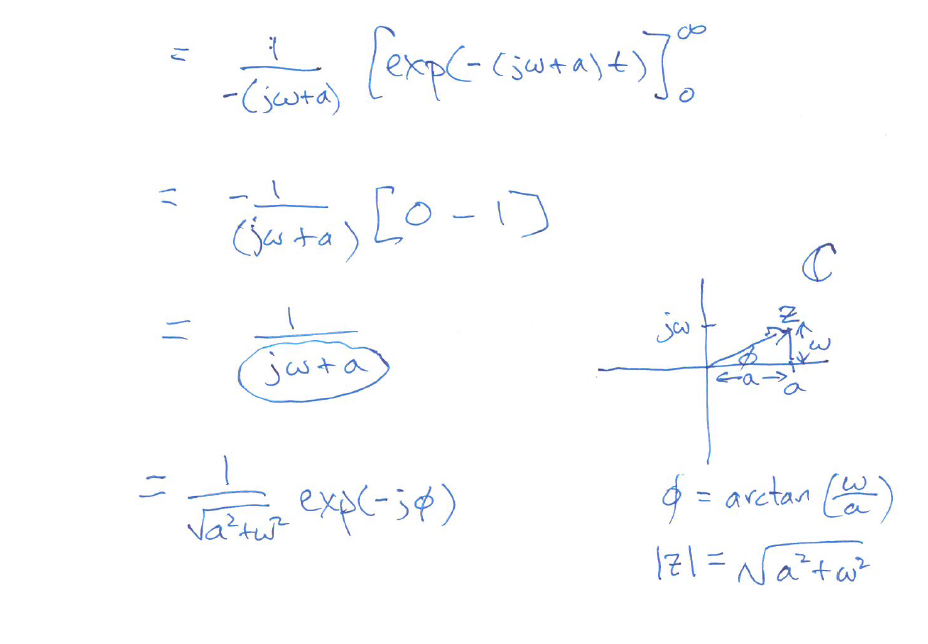 = 1/-(jω+a) [exp(-(jω+a)t)]₀^∞
= -1/(jω+a) [0 - 1]
= 1/jω+a
= 1/√a²+ω² exp(-jϕ)
ℂ
jω
z
ϕ
ω
a
a
ϕ = arctan (ω/a)
|z| = √a²+ω²